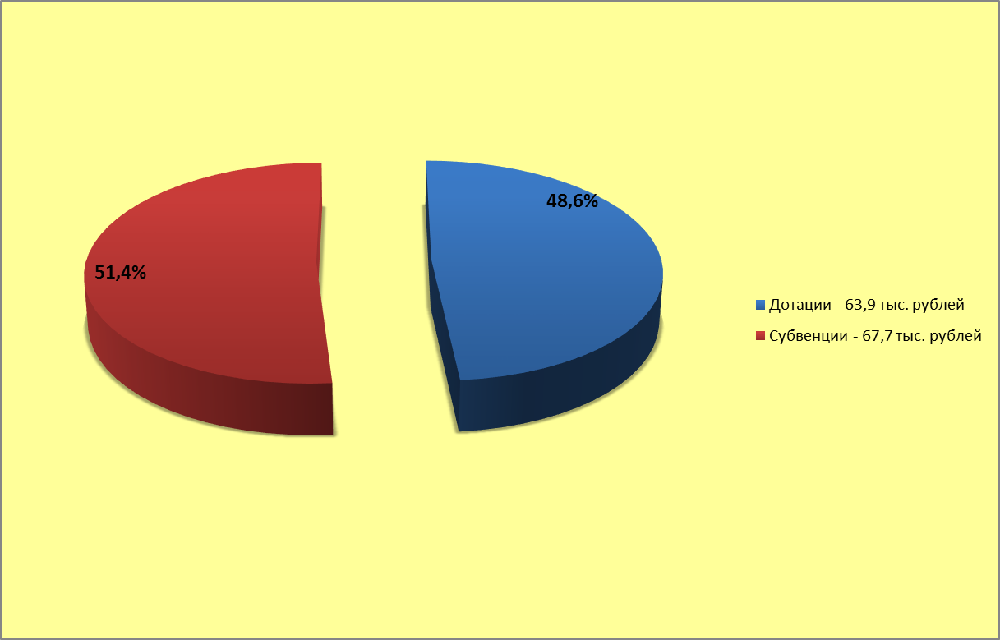 48,6%
51,4%
Дотации - 63,9 тыс. рублей
Субвенции - 67,7 тыс. рублей